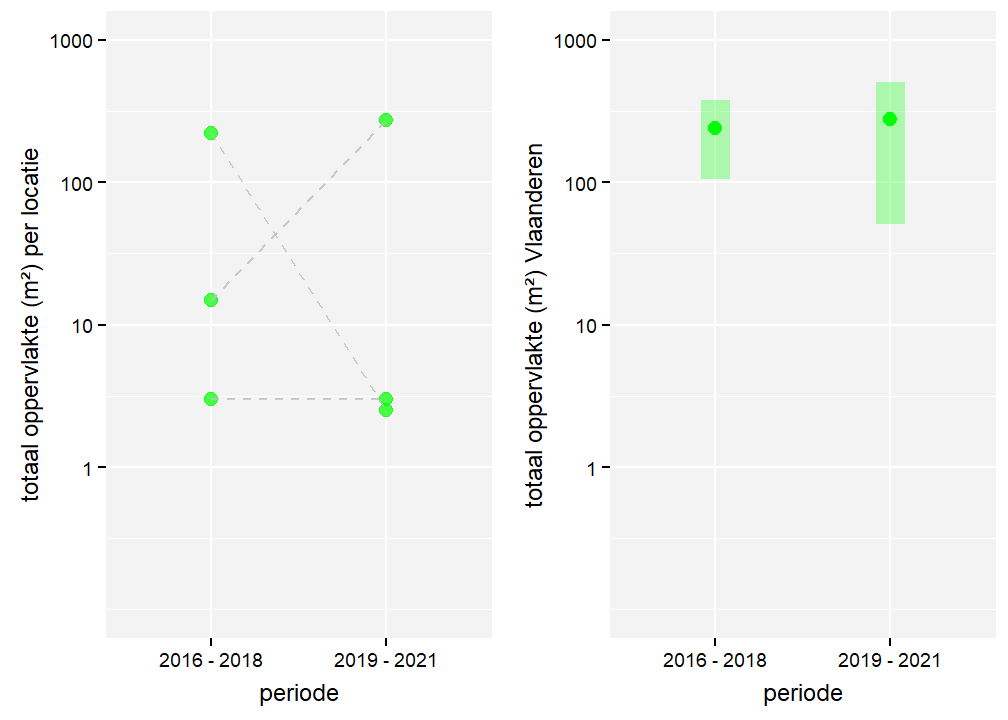 totaal oppervlakte (m²) per locatie
1000
100
10
1
2016 - 2018
2019 - 2021
periode
totaal oppervlakte (m²) Vlaanderen
1000
100
10
1
2016 - 2018
2019 - 2021
periode